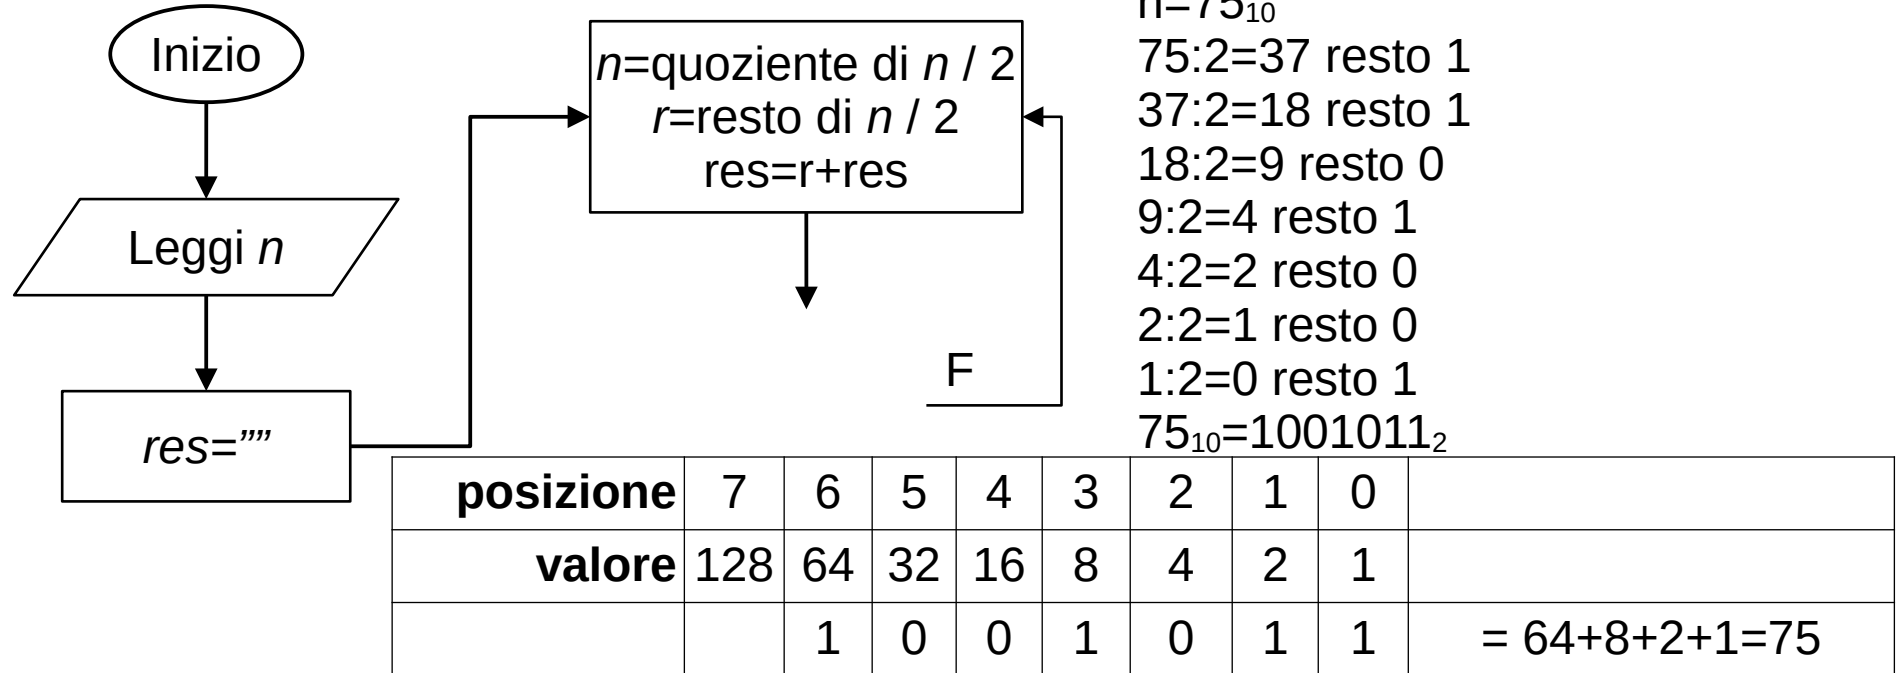 Inizio
Leggi n
res=””
n=quoziente di n / 2
r=resto di n / 2
res=r+res
F
n=75₁₀
75:2=37 resto 1
37:2=18 resto 1
18:2=9 resto 0
9:2=4 resto 1
4:2=2 resto 0
2:2=1 resto 0
1:2=0 resto 1
75₁₀=1001011₂
posizione 7 6 5 4 3 2 1 0
valore 128 64 32 16 8 4 2 1
1 0 0 1 0 1 1 = 64+8+2+1=75